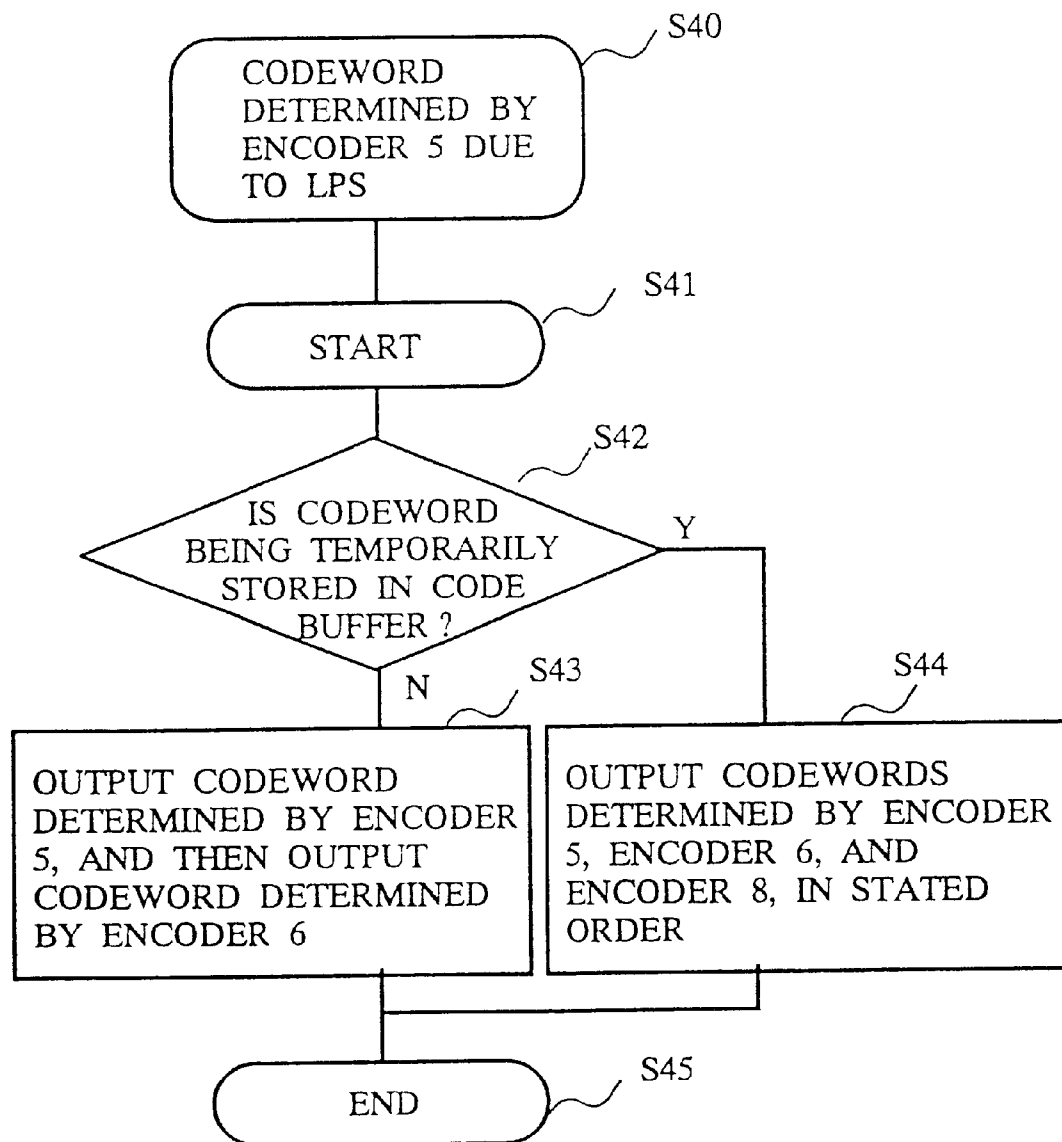 S40
CODEWORD
DETERMINED BY
ENCODER 5 DUE
TO LPS
S41
START
S42
IS CODEWORD
BEING TEMPORARILY
STORED IN CODE
BUFFER ?
Y
N
S43
OUTPUT CODEWORD
DETERMINED BY ENCODER
5, AND THEN OUTPUT
CODEWORD DETERMINED
BY ENCODER 6
S44
OUTPUT CODEWORDS
DETERMINED BY ENCODER
5, ENCODER 6, AND
ENCODER 8, IN STATED
ORDER
S45
END